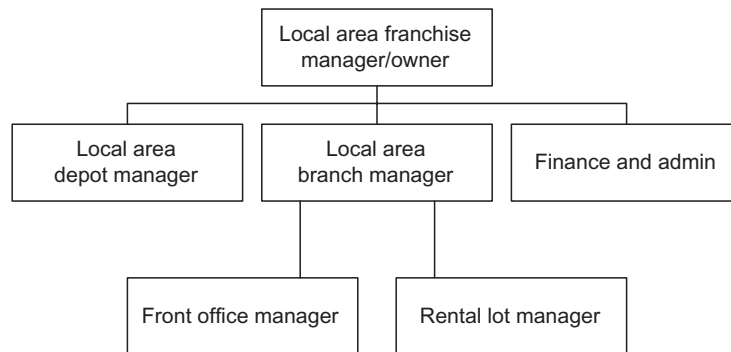 Local area franchise
manager/owner
Local area
depot manager
Local area
branch manager
Finance and admin
Front office manager
Rental lot manager